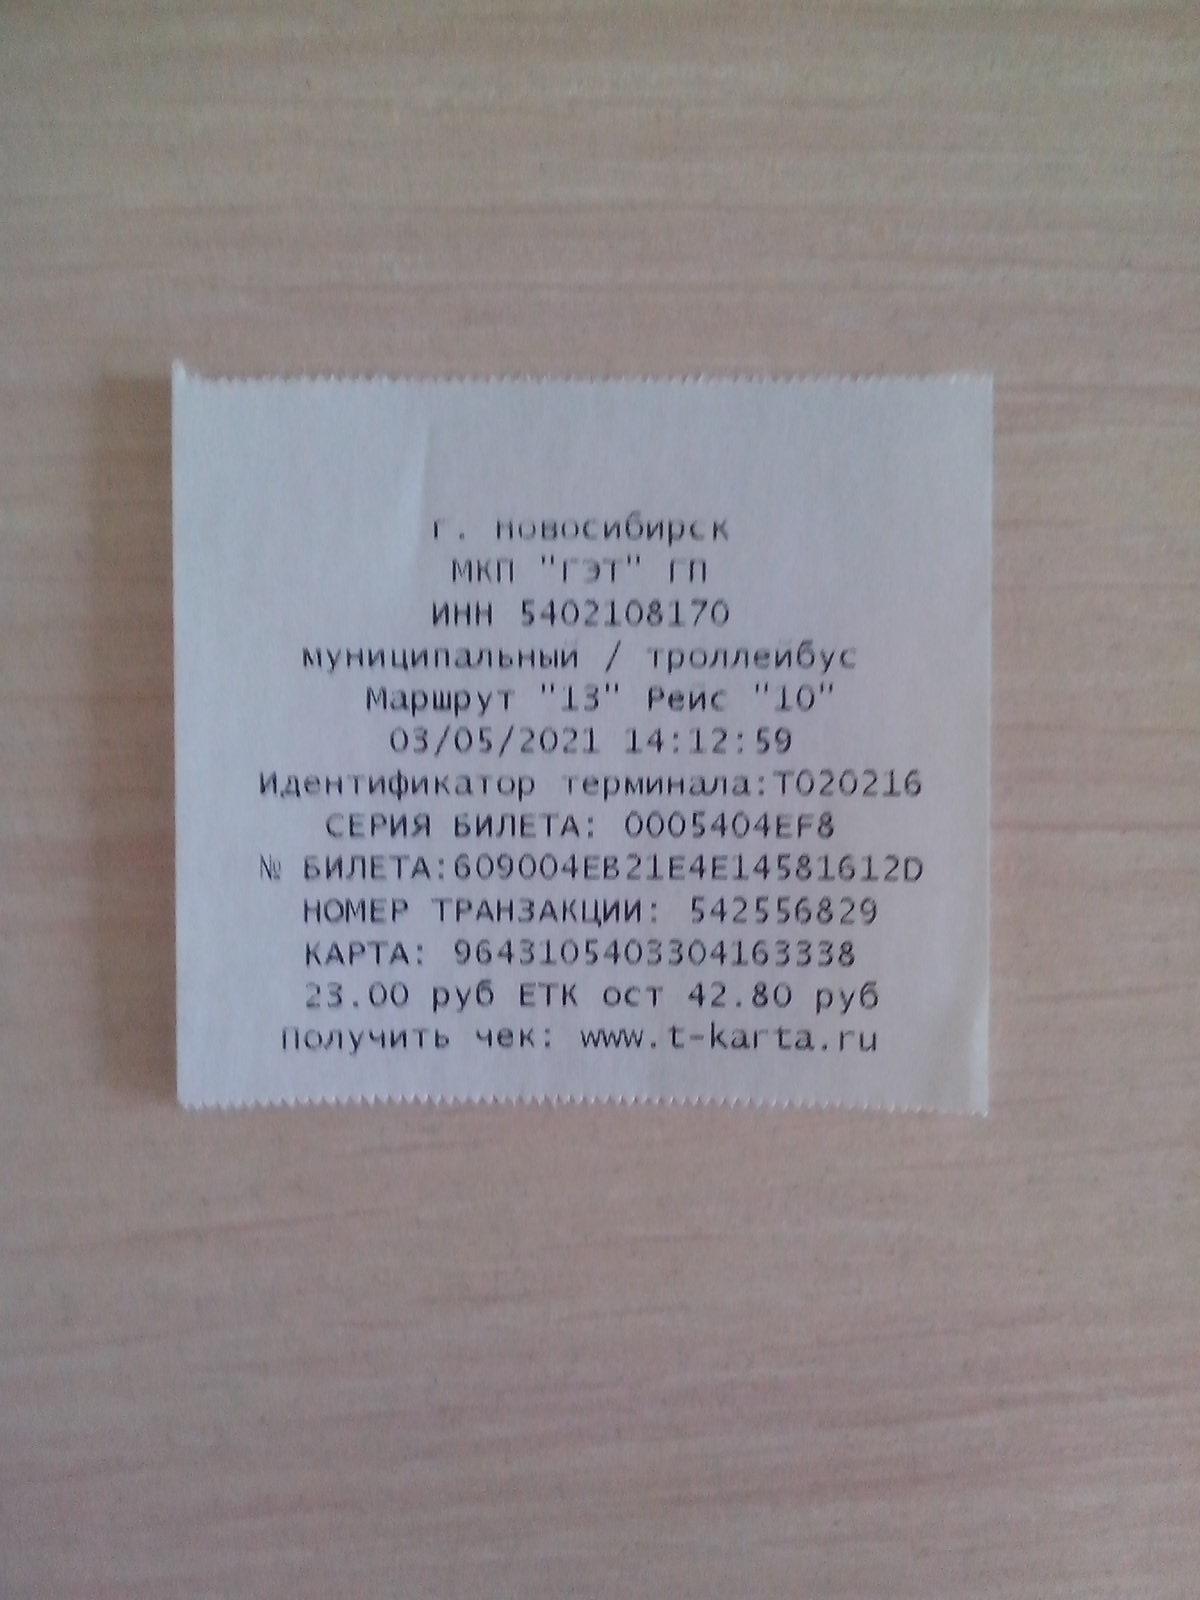 г. Новосибирск
МКП "ГЭТ" ГП
ИНН 5402108170
муниципальный / троллейбус
Маршрут "13" Рейс "10"
03/05/2021 14:12:59
Идентификатор терминала:T020216
СЕРИЯ БИЛЕТА: 0005404EF8
№ БИЛЕТА:609004EB21E4E14581612D
НОМЕР ТРАНЗАКЦИИ: 542556829
КАРТА: 9643105403304163338
23.00 руб ЕТК ост 42.80 руб
Получить чек: www.t-karta.ru